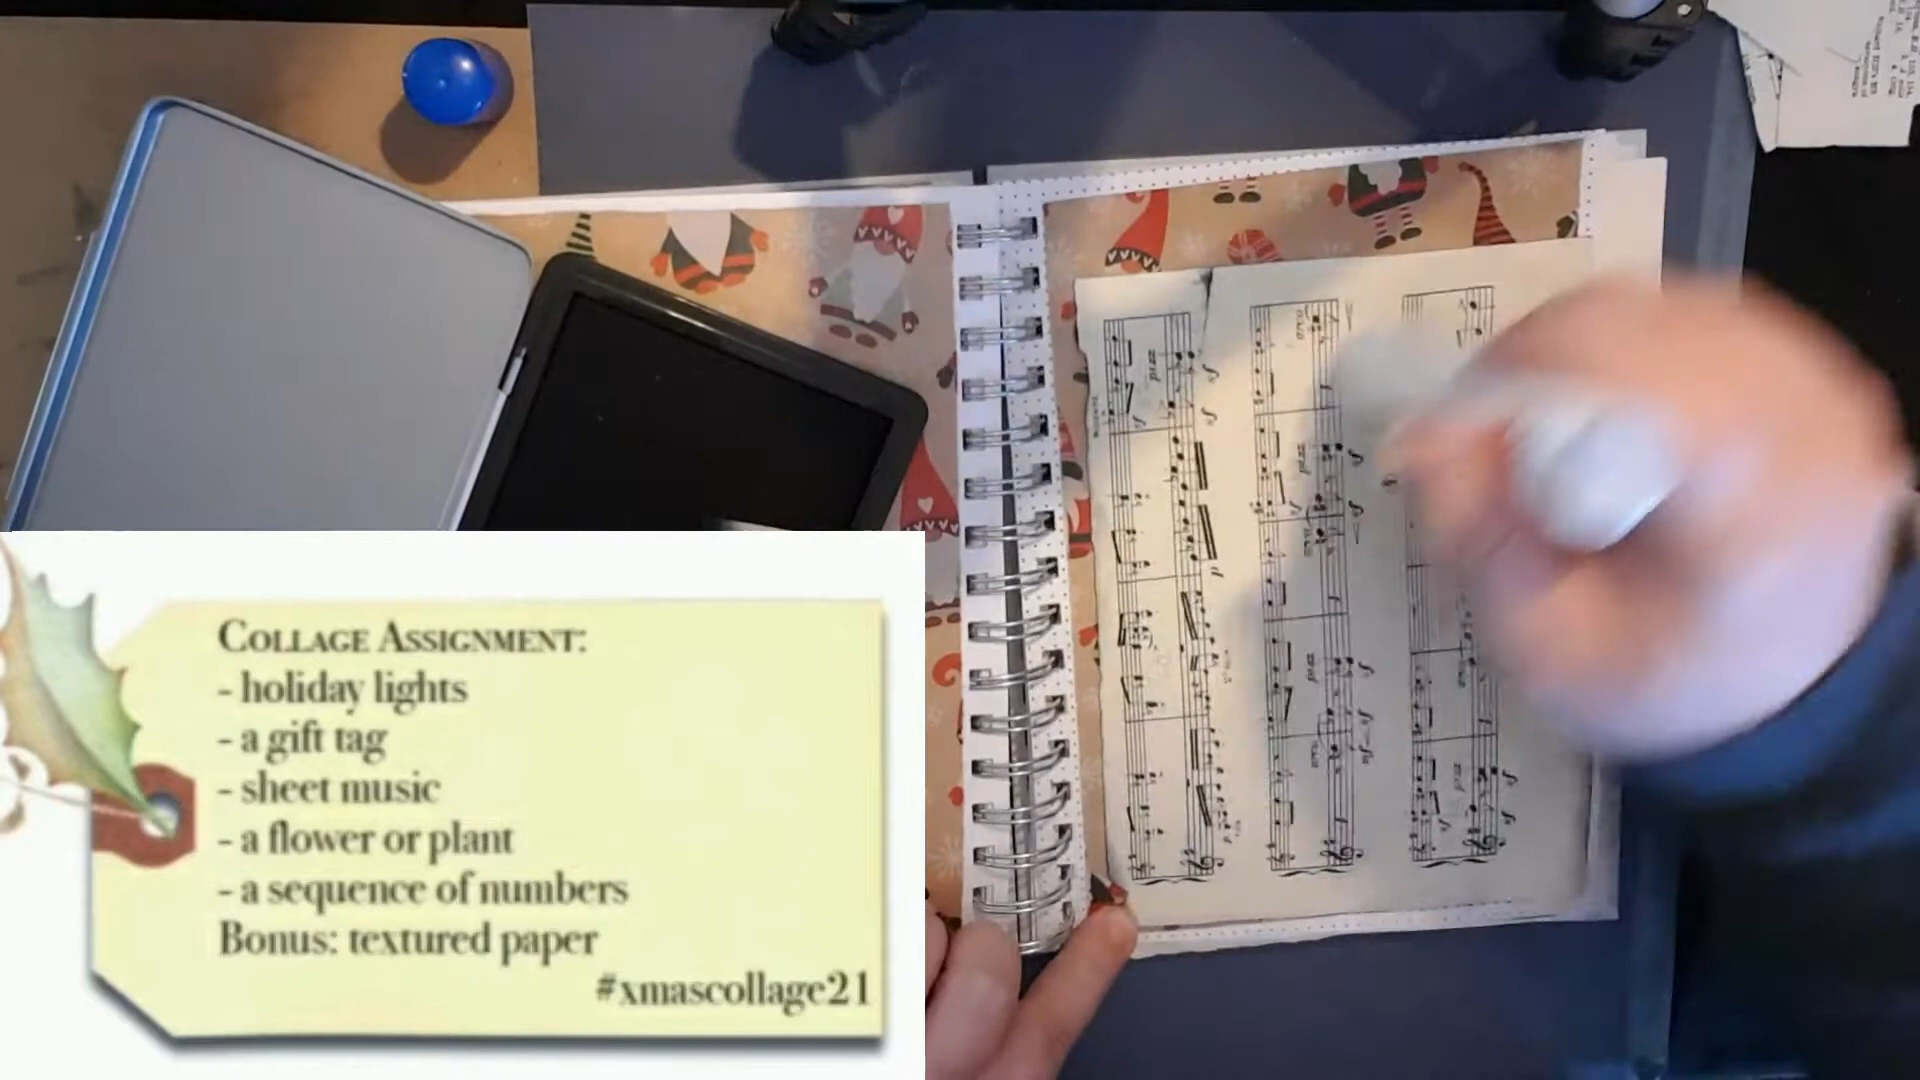 COLLAGE ASSIGNMENT:
- holiday lights
- a gift tag
- sheet music
- a flower or plant
- a sequence of numbers
Bonus: textured paper
#xmascollage21